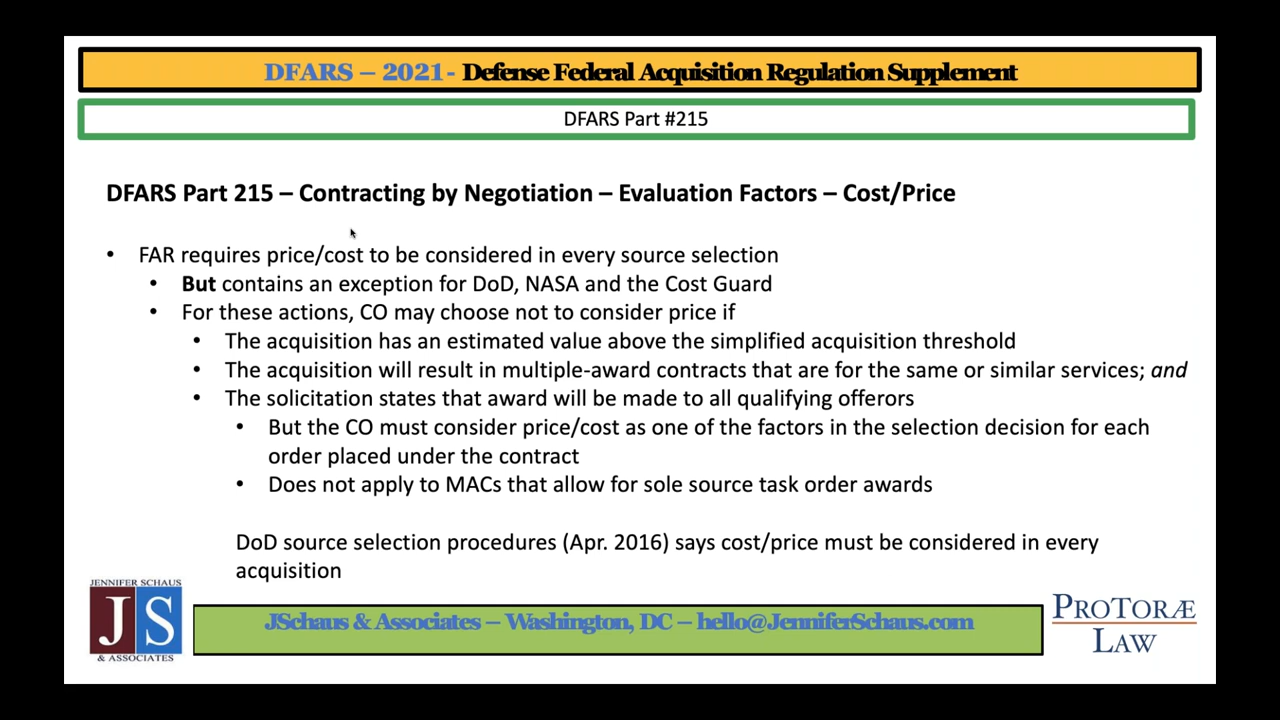 DFARS – 2021- Defense Federal Acquisition Regulation Supplement
DFARS Part #215
DFARS Part 215 – Contracting by Negotiation – Evaluation Factors – Cost/Price
• FAR requires price/cost to be considered in every source selection
• But contains an exception for DoD, NASA and the Cost Guard
• For these actions, CO may choose not to consider price if
• The acquisition has an estimated value above the simplified acquisition threshold
• The acquisition will result in multiple-award contracts that are for the same or similar services; and
• The solicitation states that award will be made to all qualifying offerors
• But the CO must consider price/cost as one of the factors in the selection decision for each
order placed under the contract
• Does not apply to MACs that allow for sole source task order awards
DoD source selection procedures (Apr. 2016) says cost/price must be considered in every
acquisition
JENNIFER SCHAUS
JS
& ASSOCIATES
JSchaus & Associates – Washington, DC – hello@JenniferSchaus.com
PROTORÆ
LAW